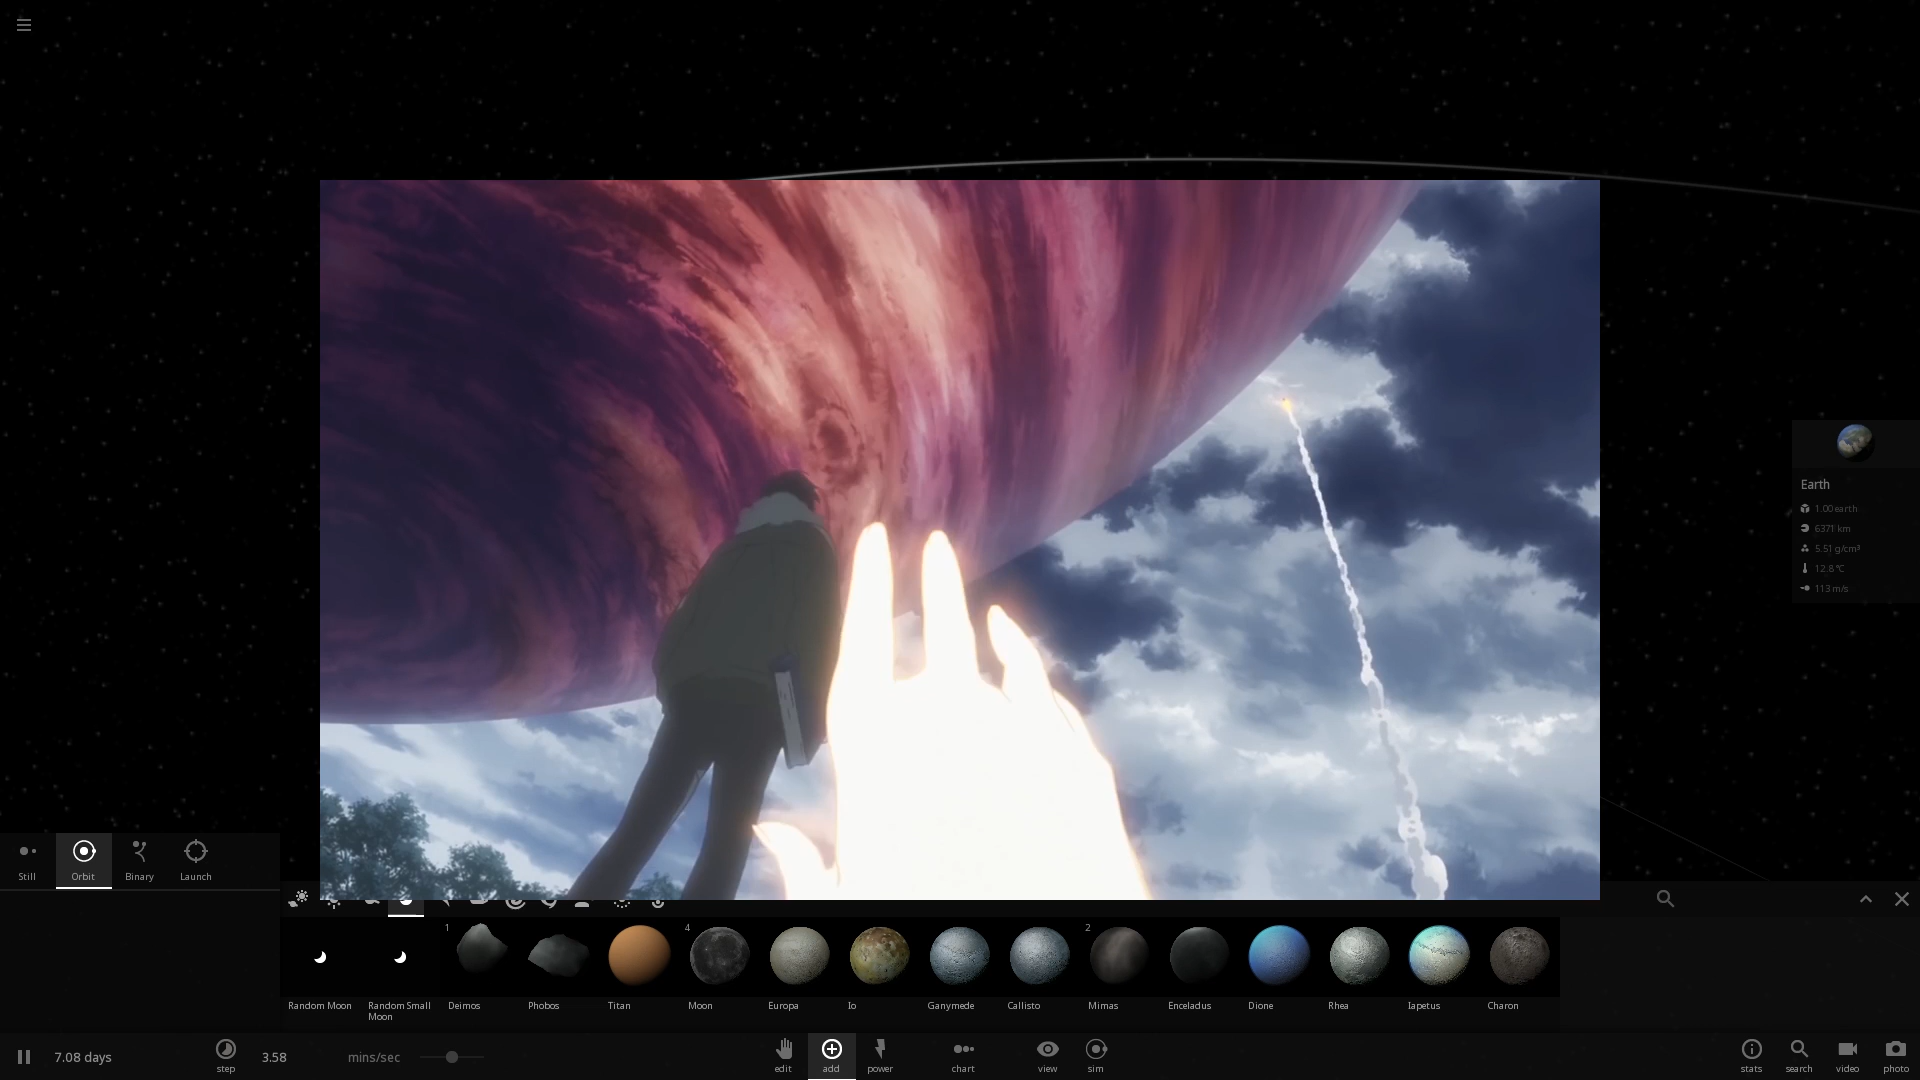 Earth
1.00 earth
6371 km
5.51 g/cm³
12.8 °C
113 m/s
Still
Orbit
Binary
Launch
1
4
2
Random Moon
Random Small
Moon
Deimos
Phobos
Titan
Moon
Europa
Io
Ganymede
Callisto
Mimas
Enceladus
Dione
Rhea
Iapetus
Charon
7.08 days
step
3.58
mins/sec
edit
add
power
chart
view
sim
stats
search
video
photo